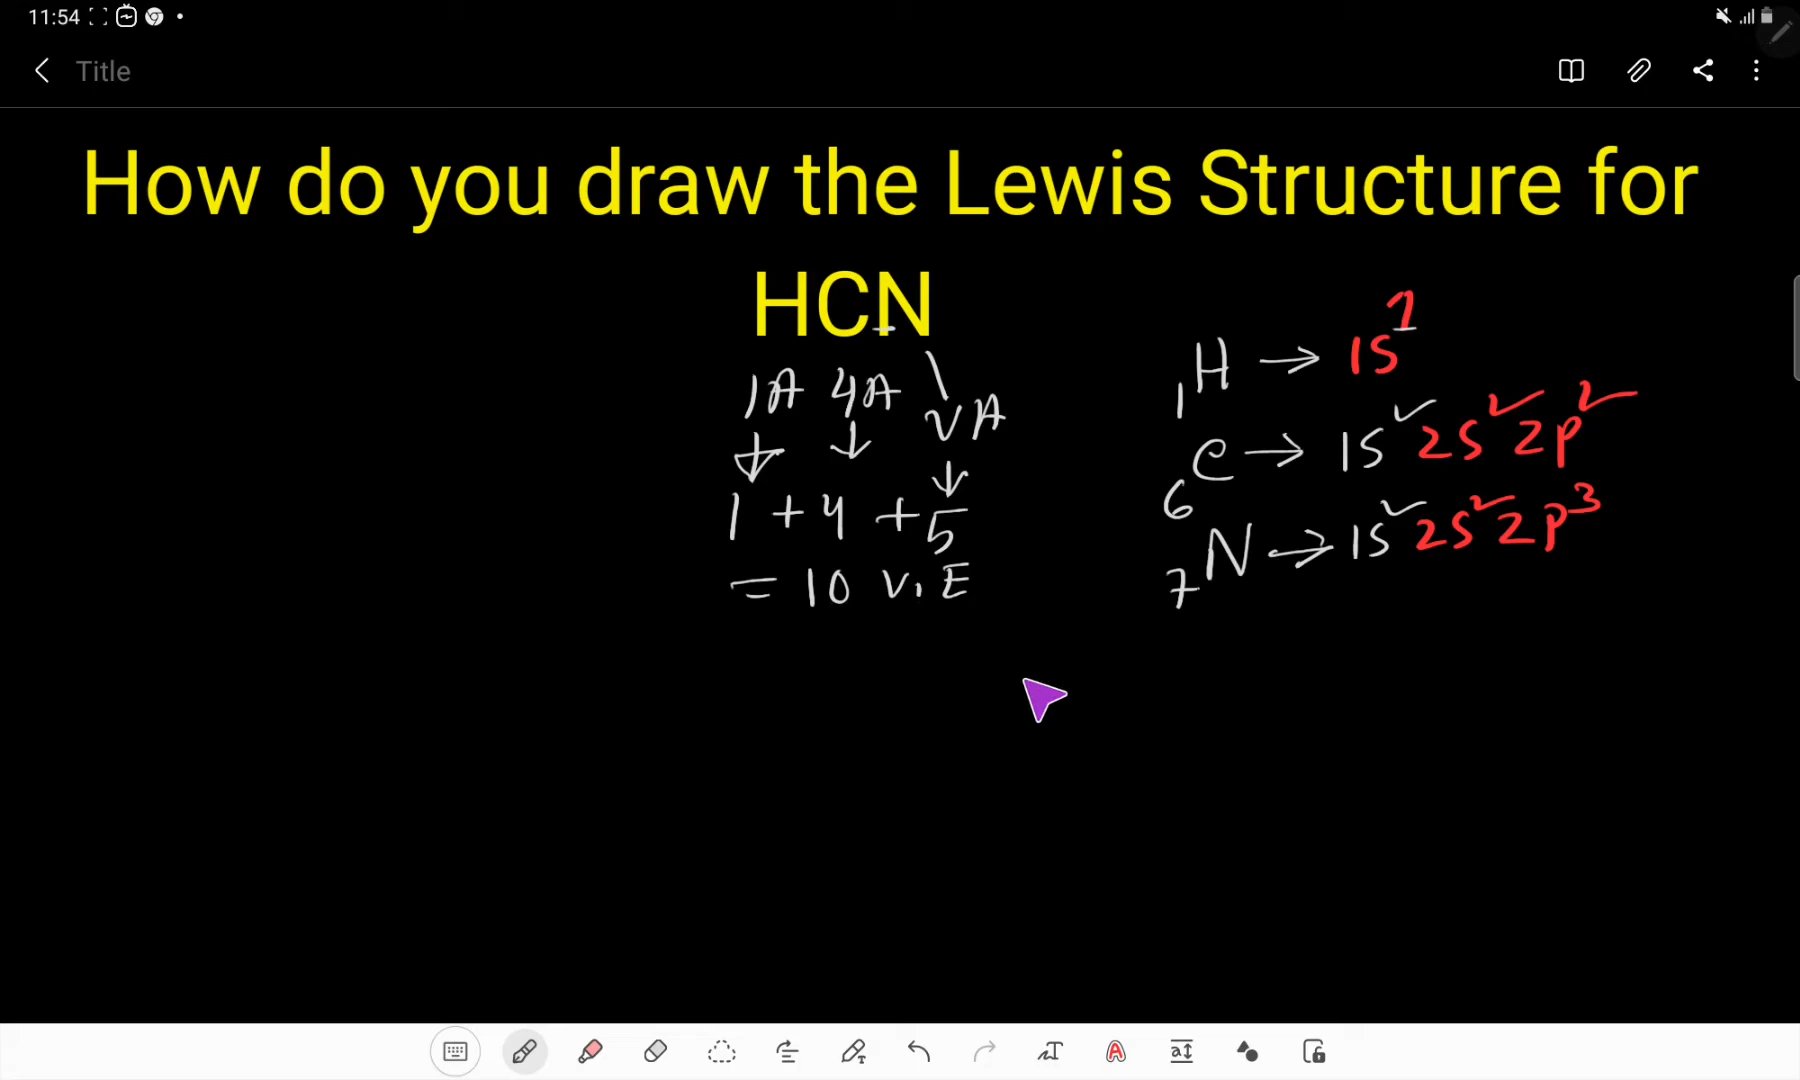 11:54
Title
How do you draw the Lewis Structure for
HCN
1A 4A VA
1 + 4 + 5
= 10 V.E
₁H → 1S¹
₆C → 1S² 2S² 2P²
₇N → 1S² 2S² 2P³